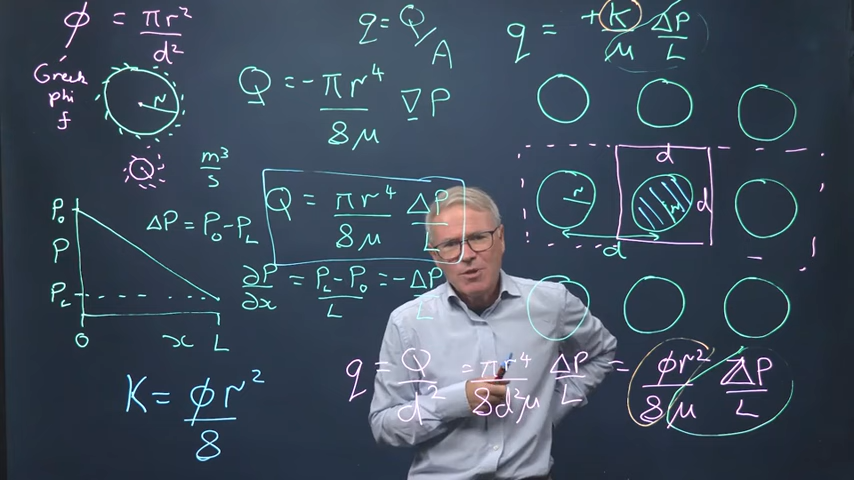 ϕ = πr²/d²
Greek
phi
f
r
Q
m³/s
q = Q/A
Q = -πr⁴/8μ ∇P
q = +K/μ ΔP/L
Q = πr⁴/8μ ΔP/L
P₀
P
P_L
0
x
L
ΔP = P₀-P_L
∂P/∂x = P_L-P₀/L = -ΔP/L
d
d
r
d
K = ϕr²/8
q = Q/d² = πr⁴/8d²μ ΔP/L = ϕr²/8μ ΔP/L